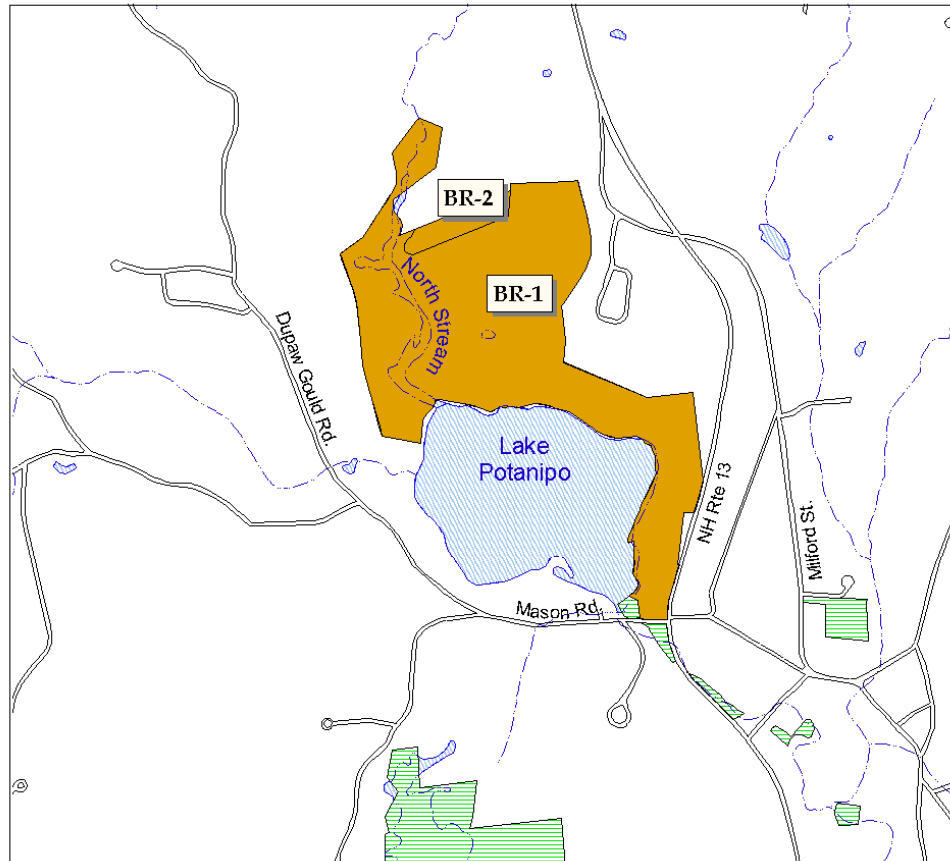 BR-2
BR-1
North Stream
Dupaw Gould Rd.
Lake
Potanipo
NH Rte 13
Milford St.
Mason Rd.